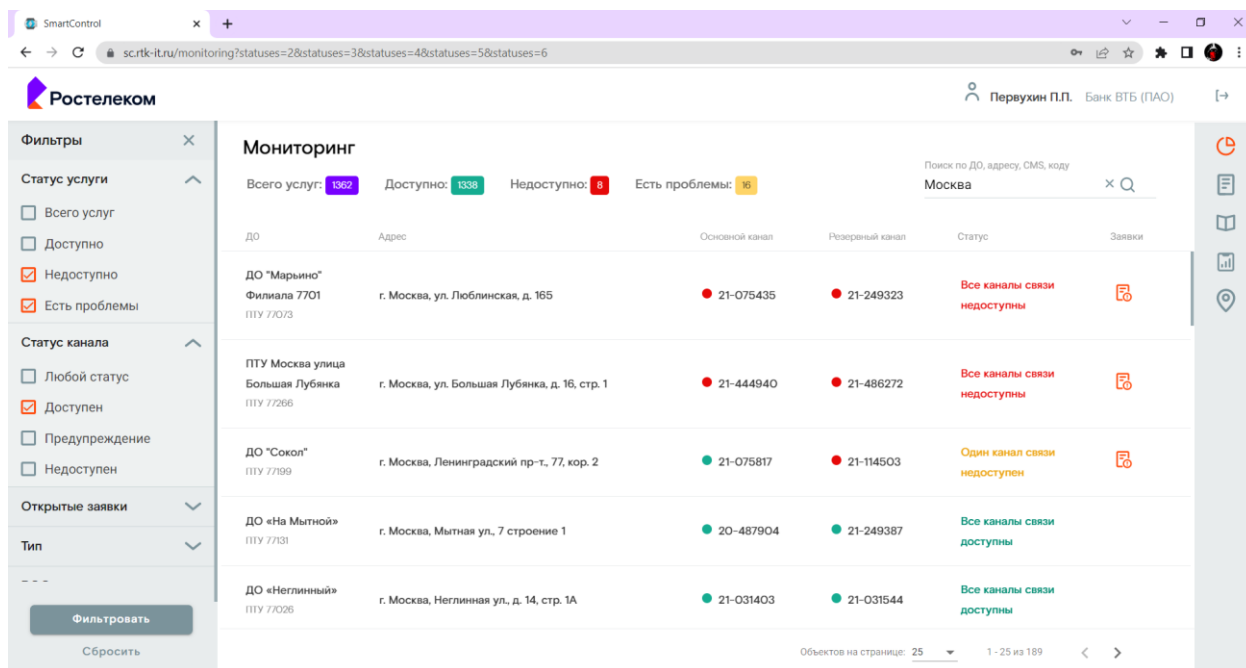 SmartControl
sc.rtk-it.ru/monitoring?statuses=2&statuses=3&statuses=4&statuses=5&statuses=6
Ростелеком
Первухин П.П. Банк ВТБ (ПАО)
Фильтры
Статус услуги
Всего услуг
Доступно
Недоступно
Есть проблемы
Статус канала
Любой статус
Доступен
Предупреждение
Недоступен
Открытые заявки
Тип
Фильтровать
Сбросить
Мониторинг
Всего услуг: 1362 Доступно: 1338 Недоступно: 8 Есть проблемы: 16
Поиск по ДО, адресу, CMS, коду
Москва
ДО Адрес Основной канал Резервный канал Статус Заявки
ДО "Марьино"
Филиала 7701
ПТУ 77073
г. Москва, ул. Люблинская, д. 165
21-075435
21-249323
Все каналы связи
недоступны
ПТУ Москва улица
Большая Лубянка
ПТУ 77266
г. Москва, ул. Большая Лубянка, д. 16, стр. 1
21-444940
21-486272
Все каналы связи
недоступны
ДО "Сокол"
ПТУ 77199
г. Москва, Ленинградский пр-т., 77, кор. 2
21-075817
21-114503
Один канал связи
недоступен
ДО «На Мытной»
ПТУ 77131
г. Москва, Мытная ул., 7 строение 1
20-487904
21-249387
Все каналы связи
доступны
ДО «Неглинный»
ПТУ 77026
г. Москва, Неглинная ул., д. 14, стр. 1А
21-031403
21-031544
Все каналы связи
доступны
Объектов на странице: 25 1 - 25 из 189